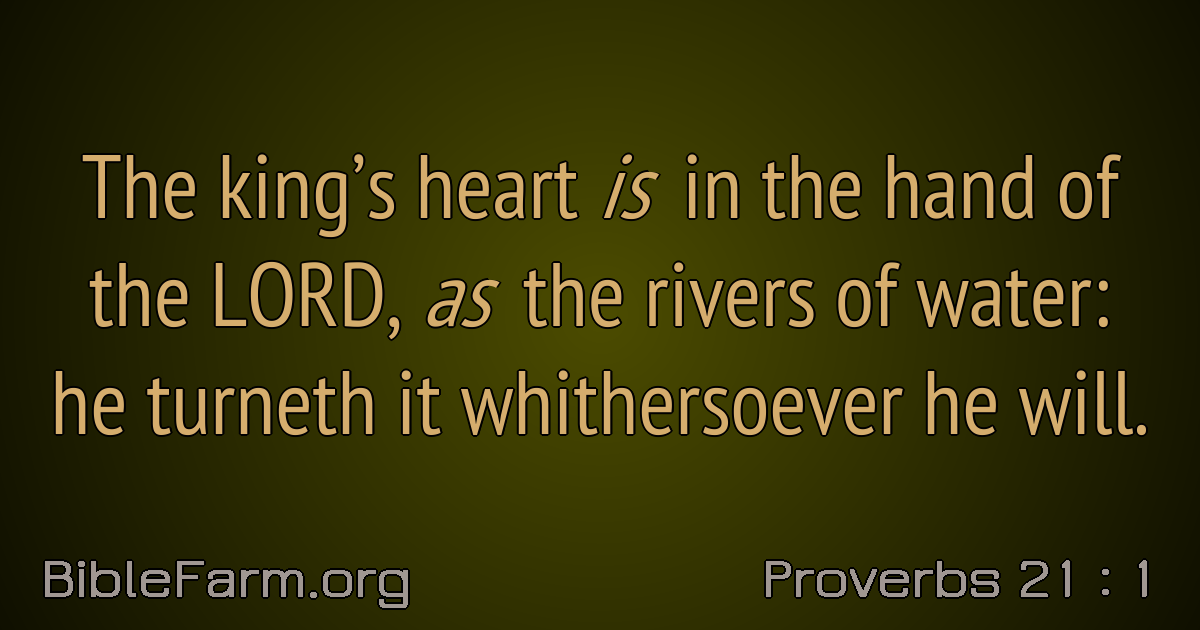 The king’s heart is in the hand of
the LORD, as the rivers of water:
he turneth it whithersoever he will.
BibleFarm.org
Proverbs 21 : 1